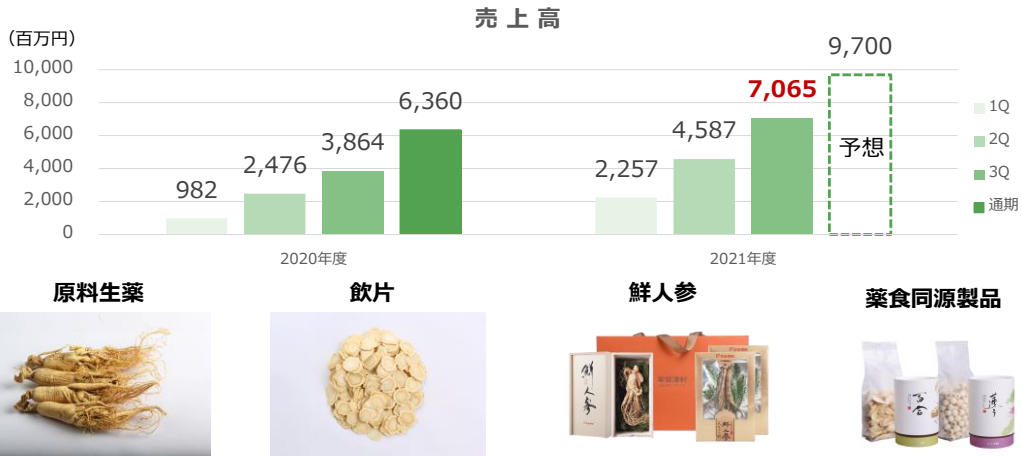 売上高
（百万円）
10,000
8,000
6,000
4,000
2,000
0
982
2,476
3,864
6,360
2,257
4,587
7,065
9,700
予想
2020年度
2021年度
1Q
2Q
3Q
通期
原料生薬
飲片
鮮人参
薬食同源製品
鮮人参